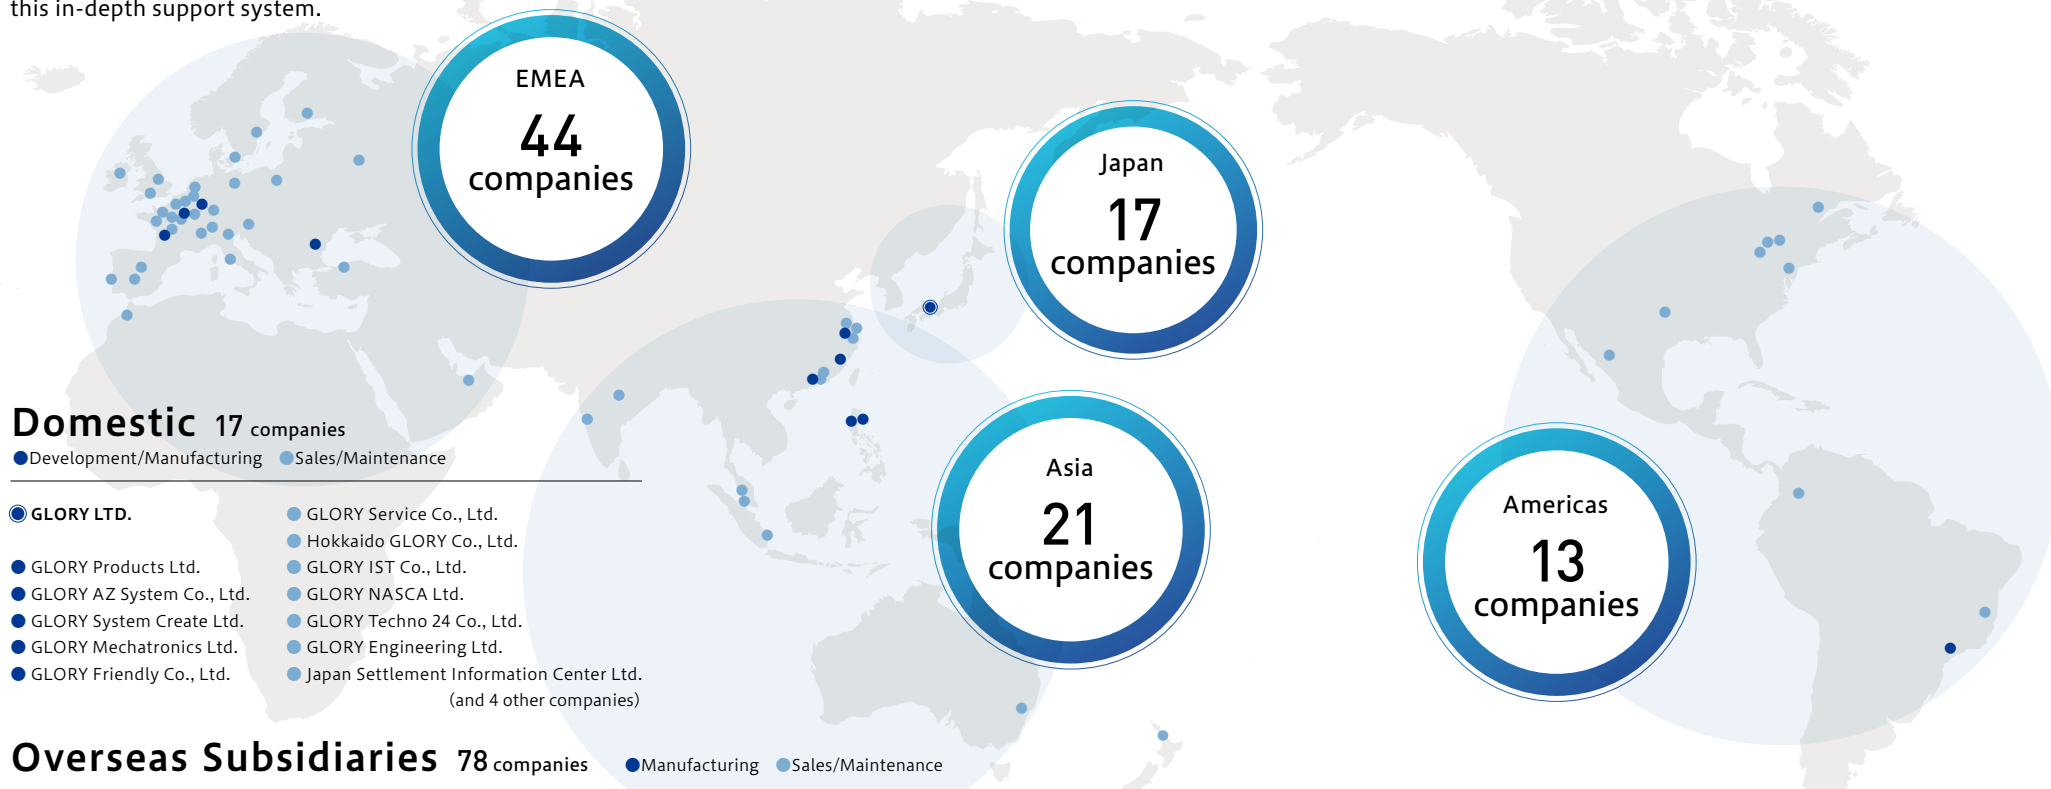 this in-depth support system.
EMEA
44
companies
Japan
17
companies
Asia
21
companies
Americas
13
companies
Domestic 17 companies
●Development/Manufacturing ●Sales/Maintenance
GLORY LTD.
GLORY Products Ltd.
GLORY AZ System Co., Ltd.
GLORY System Create Ltd.
GLORY Mechatronics Ltd.
GLORY Friendly Co., Ltd.
GLORY Service Co., Ltd.
Hokkaido GLORY Co., Ltd.
GLORY IST Co., Ltd.
GLORY NASCA Ltd.
GLORY Techno 24 Co., Ltd.
GLORY Engineering Ltd.
Japan Settlement Information Center Ltd.
(and 4 other companies)
Overseas Subsidiaries 78 companies ●Manufacturing ●Sales/Maintenance